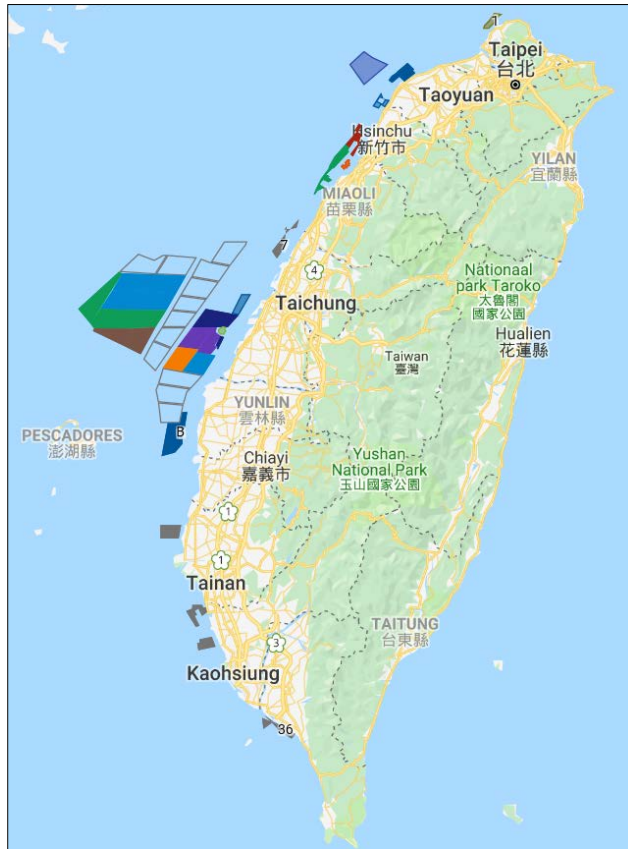 1
Taipei
台北
Taoyuan
Hsinchu
新竹市
YILAN
宜蘭縣
MIAOLI
苗栗縣
7
4
Nationaal
park Taroko
太魯閣
國家公園
Taichung
Hualien
花蓮縣
Taiwan
臺灣
YUNLIN
雲林縣
B
PESCADORES
澎湖縣
Chiayi
嘉義市
Yushan
National Park
玉山國家公園
1
1
Tainan
TAITUNG
台東縣
3
Kaohsiung
36